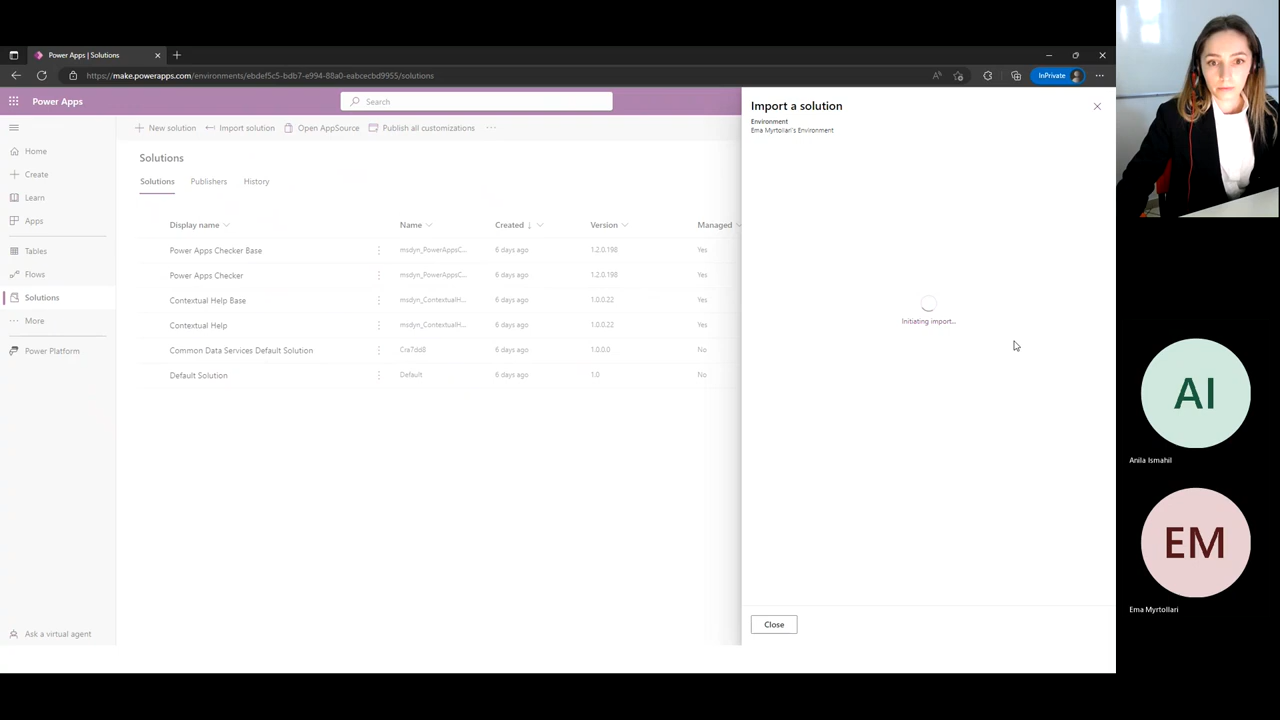 Power Apps | Solutions
https://make.powerapps.com/environments/ebdef5c5-bdb7-e994-88a0-eabcecbd9955/solutions
InPrivate
Power Apps
Search
Home
Create
Learn
Apps
Tables
Flows
Solutions
More
Power Platform
Ask a virtual agent
New solution Import solution Open AppSource Publish all customizations
Solutions
Solutions Publishers History
Display name Name Created Version Managed
Power Apps Checker Base msdyn_PowerAppsC... 6 days ago 1.2.0.198 Yes
Power Apps Checker msdyn_PowerAppsC... 6 days ago 1.2.0.198 Yes
Contextual Help Base msdyn_ContextualH... 6 days ago 1.0.0.22 Yes
Contextual Help msdyn_ContextualH... 6 days ago 1.0.0.22 Yes
Common Data Services Default Solution Cra7dd8 6 days ago 1.0.0.0 No
Default Solution Default 6 days ago 1.0 No
Import a solution
Environment
Ema Myrtollari's Environment
Initiating import...
Close
AI
Anila Ismahil
EM
Ema Myrtollari